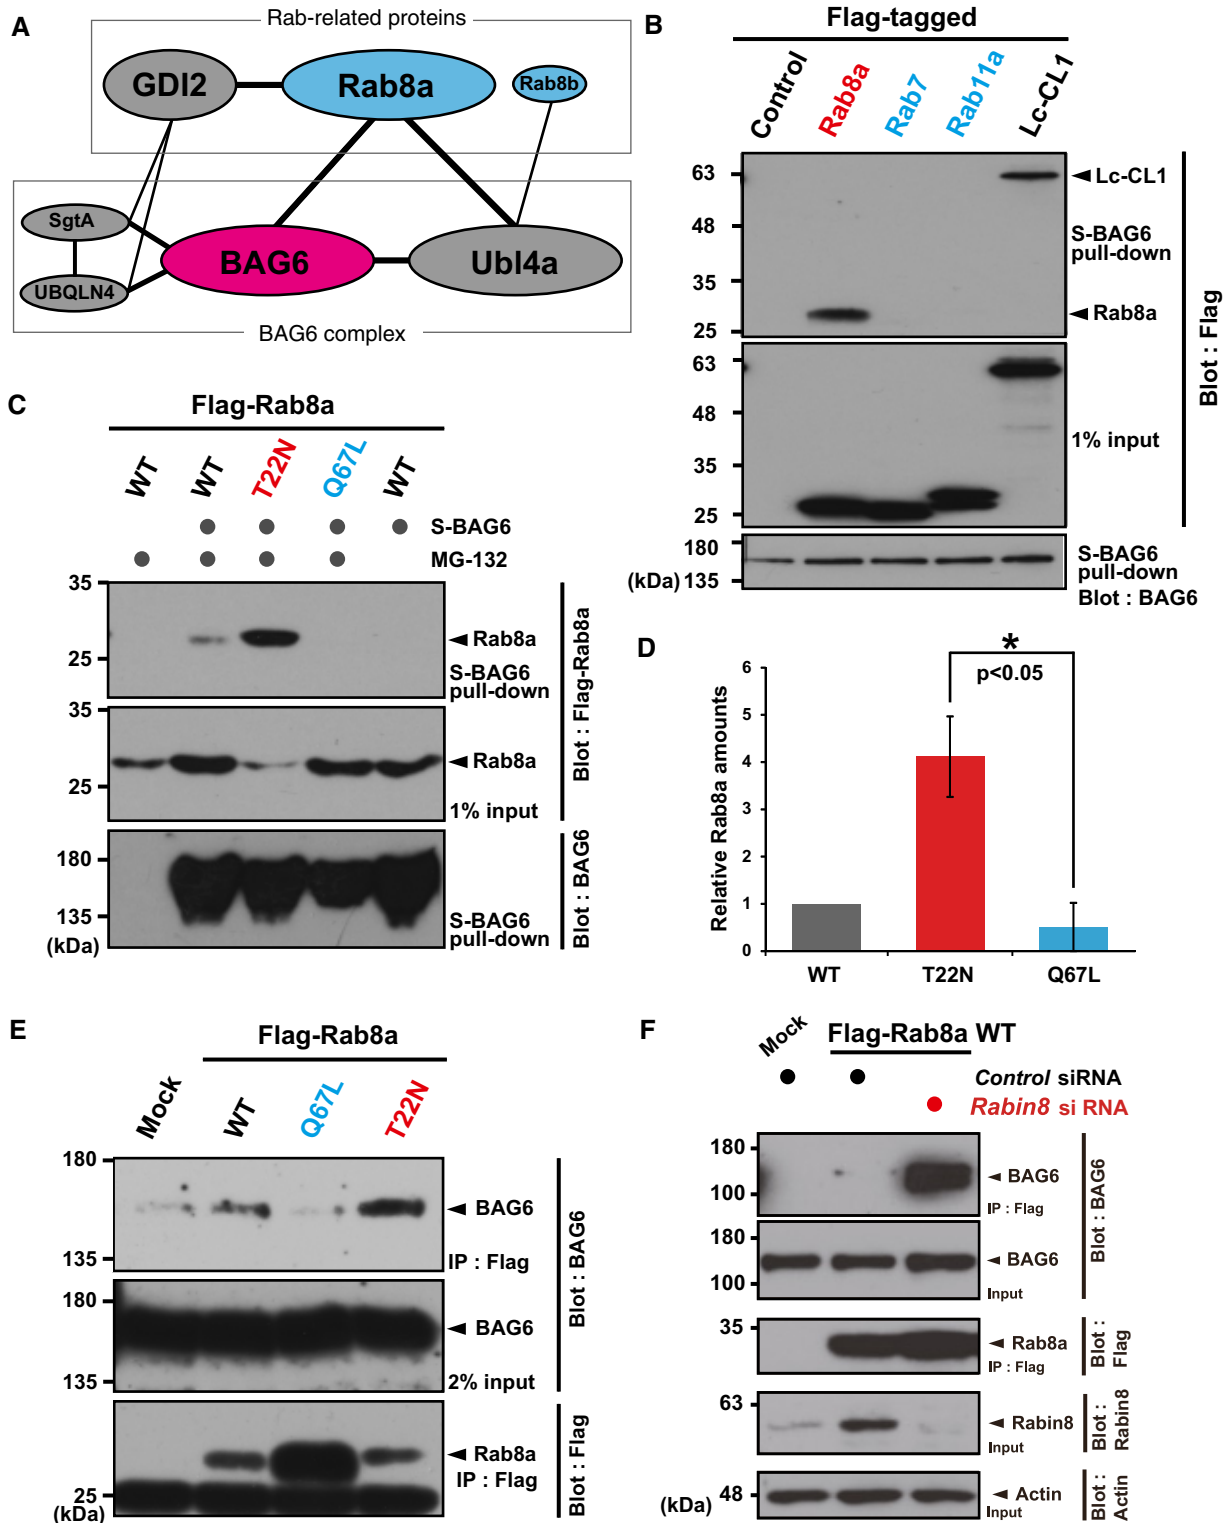 A
Rab-related proteins
GDI2
Rab8a
Rab8b
SgtA
UBQLN4
BAG6
Ubl4a
BAG6 complex
B
Flag-tagged
Control
Rab8a
Rab7
Rab11a
Lc-CL1
63
48
35
25
Lc-CL1
S-BAG6
pull-down
Rab8a
63
48
35
25
1% input
Blot : Flag
180
(kDa) 135
S-BAG6
pull-down
Blot : BAG6
C
Flag-Rab8a
WT
WT
T22N
Q67L
WT
S-BAG6
MG-132
35
25
Rab8a
S-BAG6
pull-down
35
25
Rab8a
1% input
Blot : Flag-Rab8a
180
135
(kDa)
S-BAG6
pull-down
Blot : BAG6
D
Relative Rab8a amounts
6
5
4
3
2
1
0
*
p<0.05
WT
T22N
Q67L
E
Flag-Rab8a
Mock
WT
Q67L
T22N
180
135
BAG6
IP : Flag
180
135
BAG6
2% input
Blot : BAG6
25
(kDa)
Rab8a
IP : Flag
Blot : Flag
F
Mock
Flag-Rab8a WT
Control siRNA
Rabin8 si RNA
180
100
BAG6
IP : Flag
180
100
BAG6
Input
Blot : BAG6
35
Rab8a
IP : Flag
Blot :
Flag
63
Rabin8
Input
Blot :
Rabin8
(kDa) 48
Actin
Input
Blot :
Actin